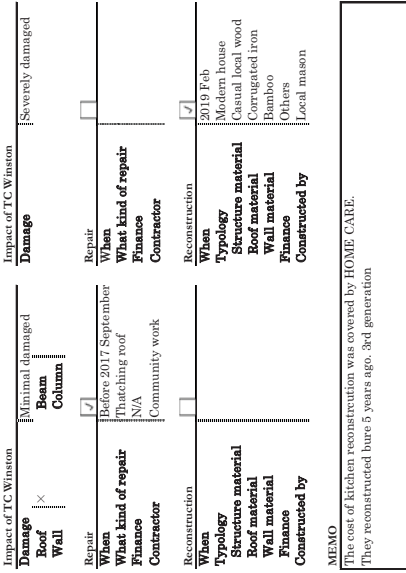 Impact of TC Winston
Damage Minimal damaged
Roof × Beam
Wall Column
Repair ✓
When Before 2017 September
What kind of repair Thatching roof
Finance N/A
Contractor Community work
Reconstruction
When
Typology
Structure material
Roof material
Wall material
Finance
Constructed by
Impact of TC Winston
Damage Severely damaged
Repair
When
What kind of repair
Finance
Contractor
Reconstruction ✓
When 2019 Feb
Typology Modern house
Structure material Casual local wood
Roof material Corrugated iron
Wall material Bamboo
Finance Others
Constructed by Local mason
MEMO
The cost of kitchen reconstrcution was covered by HOME CARE.
They reconstructed bure 5 years ago. 3rd generation